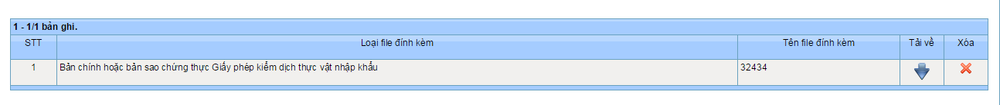 1 - 1/1 bản ghi.
STT Loại file đính kèm Tên file đính kèm Tải về Xóa
1 Bản chính hoặc bản sao chứng thực Giấy phép kiểm dịch thực vật nhập khẩu 32434